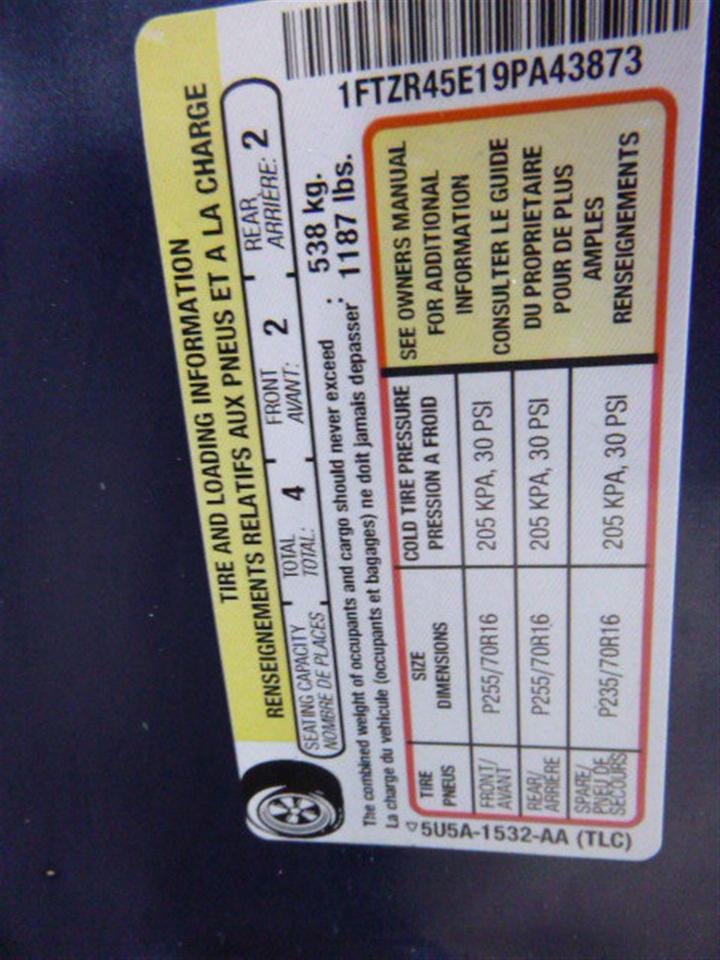 1FTZR45E19PA43873
TIRE AND LOADING INFORMATION
RENSEIGNEMENTS RELATIFS AUX PNEUS ET A LA CHARGE
SEATING CAPACITY TOTAL FRONT REAR
NOMBRE DE PLACES TOTAL: 4 AVANT: 2 ARRIÈRE: 2
The combined weight of occupants and cargo should never exceed : 538 kg.
La charge du vehicule (occupants et bagages) ne doit jamais depasser : 1187 lbs.
TIRE SIZE COLD TIRE PRESSURE
PNEUS DIMENSIONS PRESSION A FROID
FRONT/
AVANT P255/70R16 205 KPA, 30 PSI
REAR/
ARRIERE P255/70R16 205 KPA, 30 PSI
SPARE/
PNEU DE
SECOURS P235/70R16 205 KPA, 30 PSI
SEE OWNERS MANUAL
FOR ADDITIONAL
INFORMATION
CONSULTER LE GUIDE
DU PROPRIETAIRE
POUR DE PLUS
AMPLES
RENSEIGNEMENTS
5U5A-1532-AA (TLC)